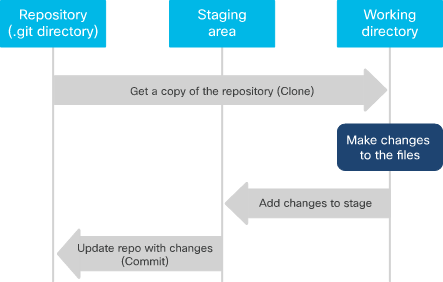 Repository
(.git directory)
Staging
area
Working
directory
Get a copy of the repository (Clone)
Make changes
to the files
Add changes to stage
Update repo with changes
(Commit)